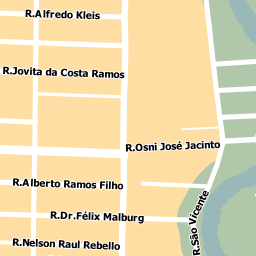 R.Alfredo Kleis
R.Jovita da Costa Ramos
R.Osni José Jacinto
R.Alberto Ramos Filho
R.Dr.Félix Malburg
R.São Vicente
R.Nelson Raul Rebello